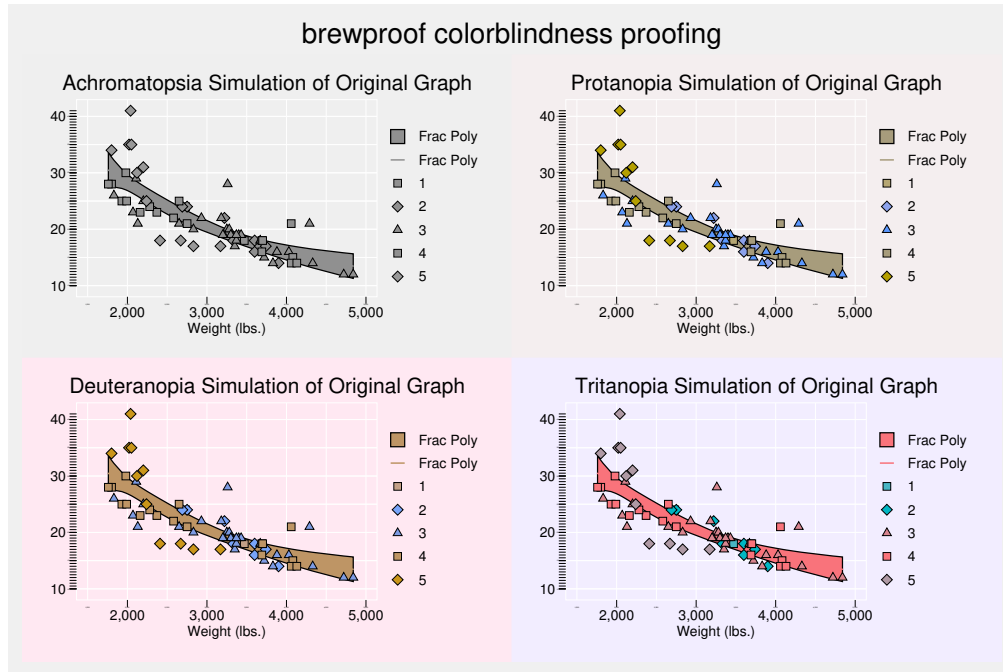 brewproof colorblindness proofing
Achromatopsia Simulation of Original Graph
40
30
20
10
2,000 3,000 4,000 5,000
Weight (lbs.)
Frac Poly
Frac Poly
1
2
3
4
5
Protanopia Simulation of Original Graph
40
30
20
10
2,000 3,000 4,000 5,000
Weight (lbs.)
Frac Poly
Frac Poly
1
2
3
4
5
Deuteranopia Simulation of Original Graph
40
30
20
10
2,000 3,000 4,000 5,000
Weight (lbs.)
Frac Poly
Frac Poly
1
2
3
4
5
Tritanopia Simulation of Original Graph
40
30
20
10
2,000 3,000 4,000 5,000
Weight (lbs.)
Frac Poly
Frac Poly
1
2
3
4
5